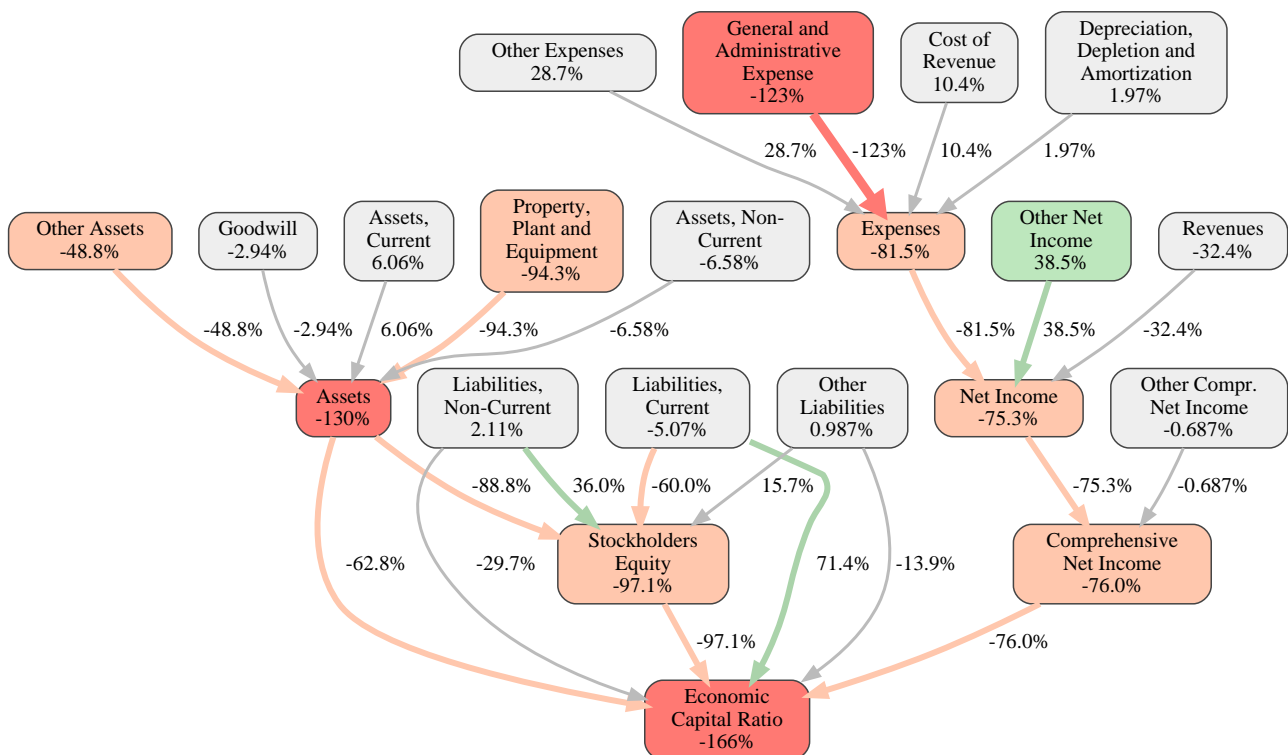 Other Expenses
28.7%
General and
Administrative
Expense
-123%
Cost of
Revenue
10.4%
Depreciation,
Depletion and
Amortization
1.97%
28.7%
-123%
10.4%
1.97%
Other Assets
-48.8%
Goodwill
-2.94%
Assets,
Current
6.06%
Property,
Plant and
Equipment
-94.3%
Assets, Non-
Current
-6.58%
Expenses
-81.5%
Other Net
Income
38.5%
Revenues
-32.4%
-48.8%
-2.94%
6.06%
-94.3%
-6.58%
-81.5%
38.5%
-32.4%
Assets
-130%
Liabilities,
Non-Current
2.11%
Liabilities,
Current
-5.07%
Other
Liabilities
0.987%
Net Income
-75.3%
Other Compr.
Net Income
-0.687%
-88.8%
36.0%
-60.0%
15.7%
-75.3%
-0.687%
-62.8%
-29.7%
Stockholders
Equity
-97.1%
71.4%
-13.9%
Comprehensive
Net Income
-76.0%
-97.1%
-76.0%
Economic
Capital Ratio
-166%